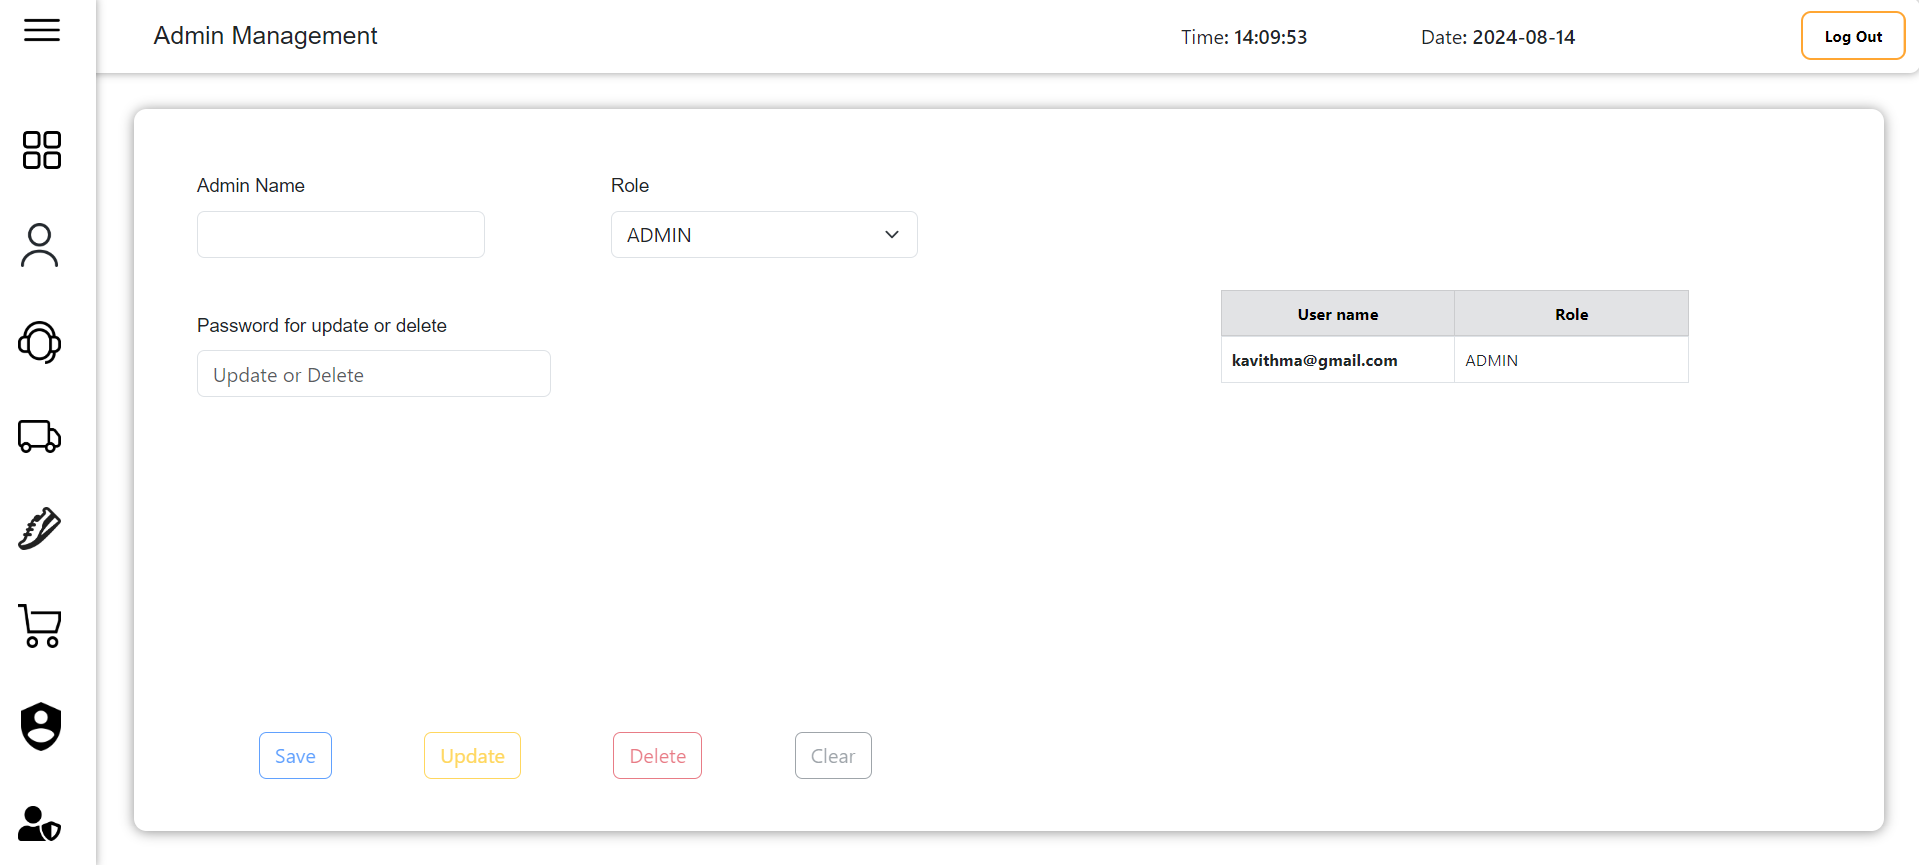 Admin Management
Time: 14:09:53
Date: 2024-08-14
Log Out
Admin Name
Role
ADMIN
Password for update or delete
Update or Delete
User name Role
kavithma@gmail.com ADMIN
Save
Update
Delete
Clear